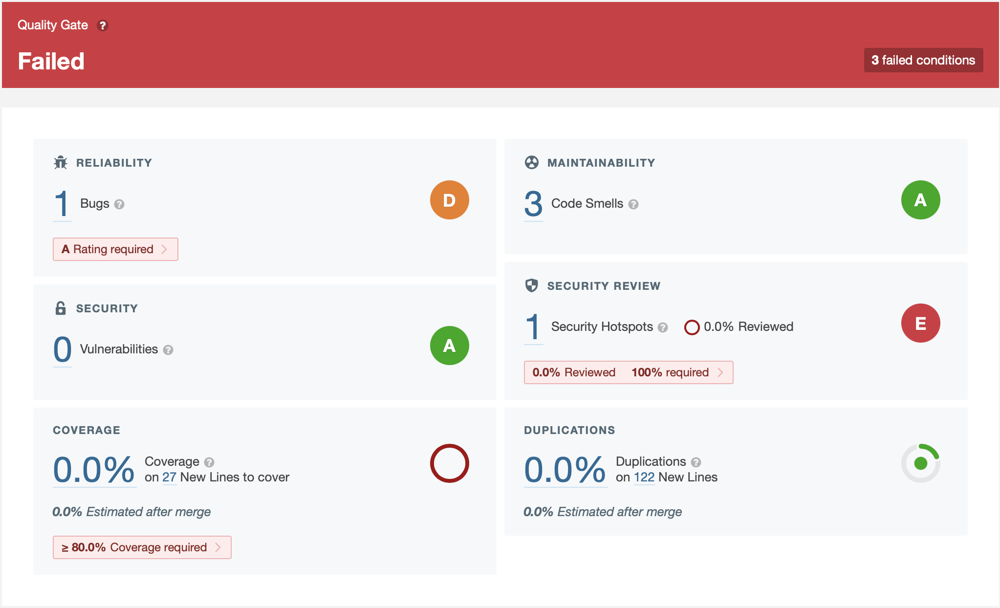 Quality Gate ?
Failed
3 failed conditions
RELIABILITY
1 Bugs ?
D
A Rating required
MAINTAINABILITY
3 Code Smells ?
A
SECURITY
0 Vulnerabilities ?
A
SECURITY REVIEW
1 Security Hotspots ? 0.0% Reviewed
E
0.0% Reviewed 100% required
COVERAGE
0.0% Coverage ?
on 27 New Lines to cover
0.0% Estimated after merge
≥ 80.0% Coverage required
DUPLICATIONS
0.0% Duplications ?
on 122 New Lines
0.0% Estimated after merge